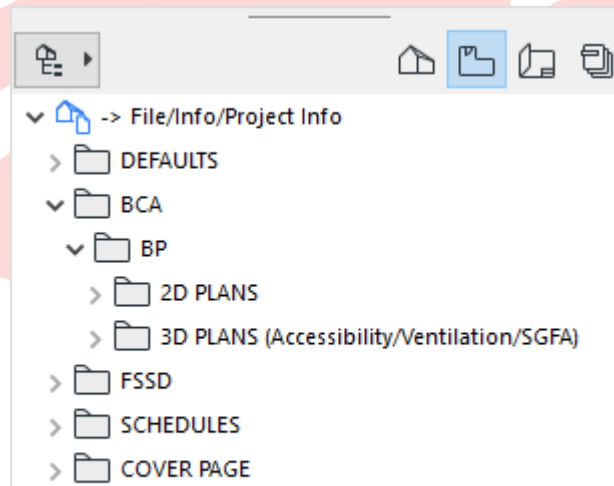 -> File/Info/Project Info
DEFAULTS
BCA
BP
2D PLANS
3D PLANS (Accessibility/Ventilation/SGFA)
FSSD
SCHEDULES
COVER PAGE